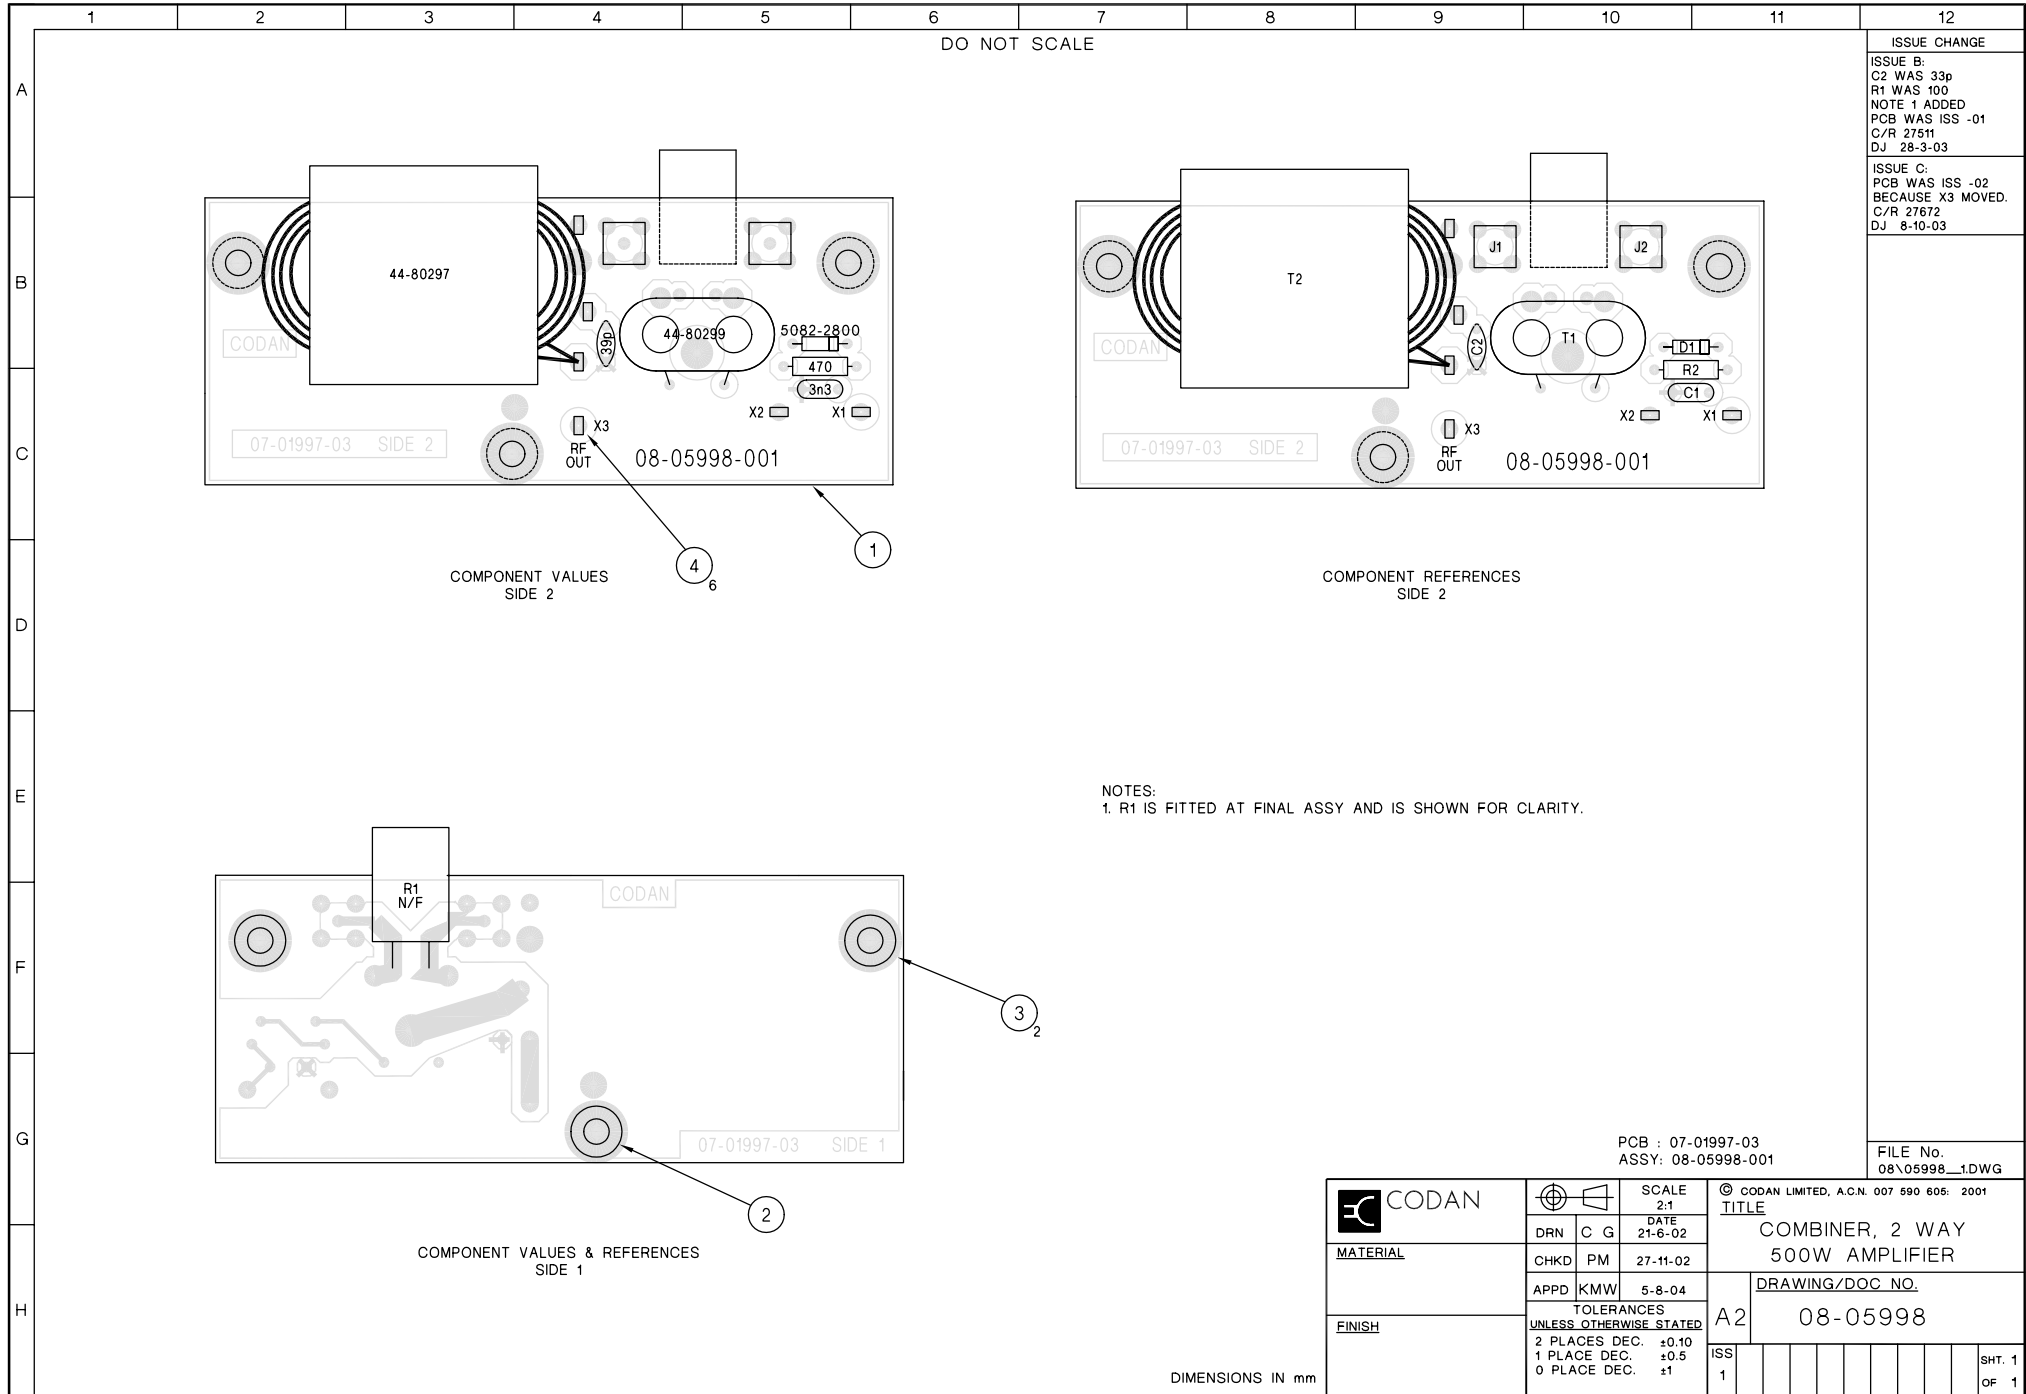 1 2 3 4 5 6 7 8 9 10 11 12
A
B
C
D
E
F
G
H
DO NOT SCALE
ISSUE CHANGE
ISSUE B:
C2 WAS 33p
R1 WAS 100
NOTE 1 ADDED
PCB WAS ISS -01
C/R 27511
DJ 28-3-03
ISSUE C:
PCB WAS ISS -02
BECAUSE X3 MOVED.
C/R 27672
DJ 8-10-03
44-80297
CODAN
39p
44-80299
5082-2800
470
3n3
X2
X1
X3
RF
OUT
07-01997-03 SIDE 2
08-05998-001
1
4
6
COMPONENT VALUES
SIDE 2
T2
J1
J2
CODAN
C2
T1
D1
R2
C1
X2
X1
X3
RF
OUT
07-01997-03 SIDE 2
08-05998-001
COMPONENT REFERENCES
SIDE 2
NOTES:
1. R1 IS FITTED AT FINAL ASSY AND IS SHOWN FOR CLARITY.
R1
N/F
CODAN
3
2
07-01997-03 SIDE 1
2
COMPONENT VALUES & REFERENCES
SIDE 1
PCB : 07-01997-03
ASSY: 08-05998-001
FILE No.
08\05998__1.DWG
CODAN
MATERIAL
FINISH
SCALE
2:1
DRN C G DATE
21-6-02
CHKD PM 27-11-02
APPD KMW 5-8-04
TOLERANCES
UNLESS OTHERWISE STATED
2 PLACES DEC. ±0.10
1 PLACE DEC. ±0.5
0 PLACE DEC. ±1
© CODAN LIMITED, A.C.N. 007 590 605: 2001
TITLE
COMBINER, 2 WAY
500W AMPLIFIER
DRAWING/DOC NO.
A2
08-05998
ISS
1
SHT. 1
OF 1
DIMENSIONS IN mm